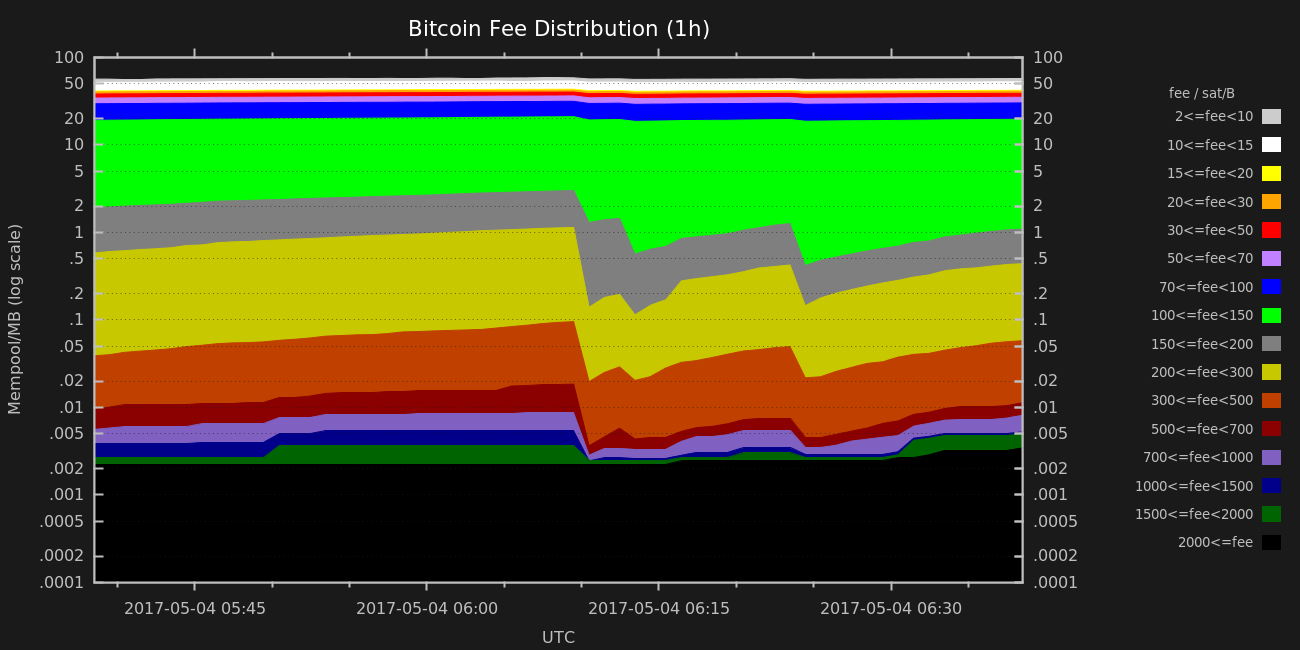 Bitcoin Fee Distribution (1h)
Mempool/MB (log scale)
100
50
20
10
5
2
1
.5
.2
.1
.05
.02
.01
.005
.002
.001
.0005
.0002
.0001
100
50
20
10
5
2
1
.5
.2
.1
.05
.02
.01
.005
.002
.001
.0005
.0002
.0001
2017-05-04 05:45
2017-05-04 06:00
2017-05-04 06:15
2017-05-04 06:30
UTC
fee / sat/B
2<=fee<10
10<=fee<15
15<=fee<20
20<=fee<30
30<=fee<50
50<=fee<70
70<=fee<100
100<=fee<150
150<=fee<200
200<=fee<300
300<=fee<500
500<=fee<700
700<=fee<1000
1000<=fee<1500
1500<=fee<2000
2000<=fee